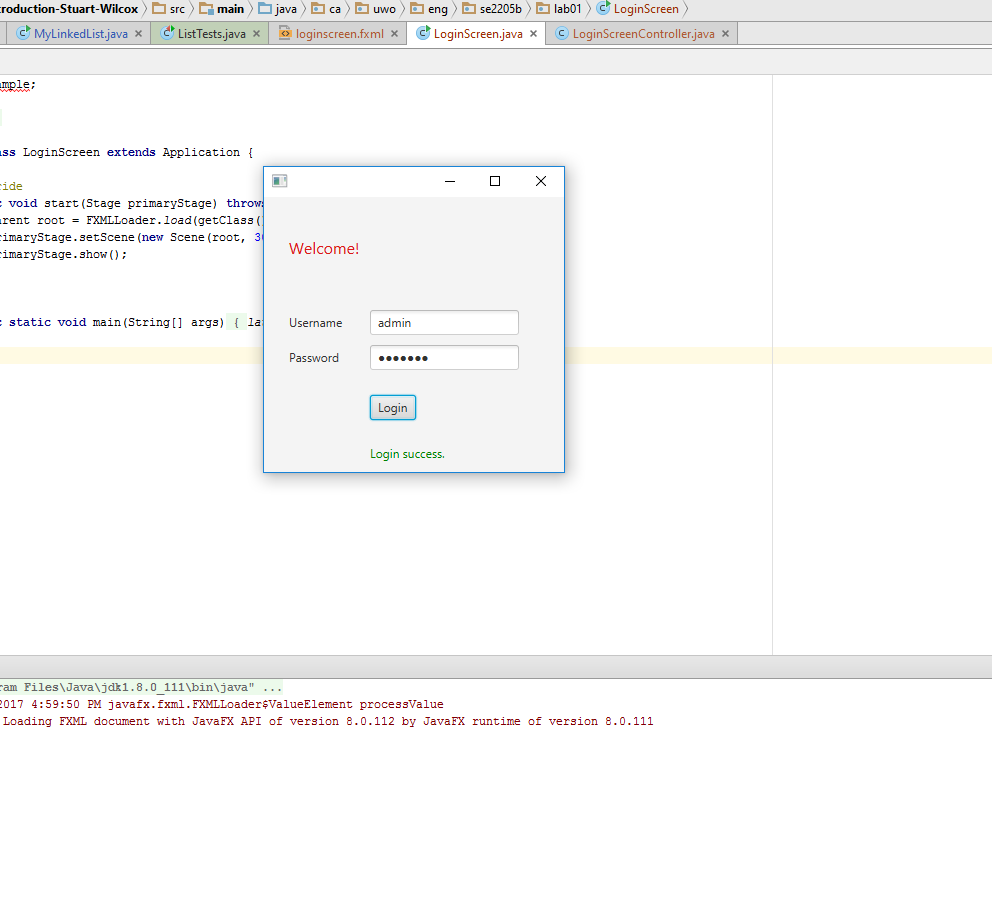 troduction-Stuart-Wilcox src main java ca uwo eng se2205b lab01 LoginScreen
MyLinkedList.java ListTests.java loginscreen.fxml LoginScreen.java LoginScreenController.java
ample;
ass LoginScreen extends Application {
ride
c void start(Stage primaryStage) throws
arent root = FXMLLoader.load(getClass()
rimaryStage.setScene(new Scene(root, 30
rimaryStage.show();
c static void main(String[] args) { la
Welcome!
Username admin
Password •••••••
Login
Login success.
ram Files\Java\jdk1.8.0_111\bin\java" ...
2017 4:59:50 PM javafx.fxml.FXMLLoader$ValueElement processValue
Loading FXML document with JavaFX API of version 8.0.112 by JavaFX runtime of version 8.0.111